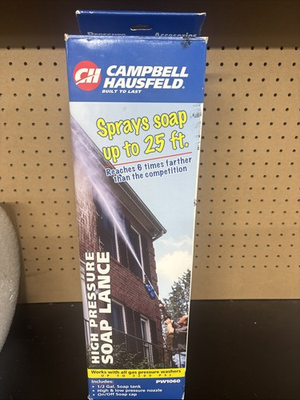 Pressure Accessories
CH CAMPBELL
HAUSFELD®
BUILT TO LAST
Sprays soap
up to 25 ft.
Reaches 6 times farther
than the competition
HIGH PRESSURE
SOAP LANCE
Works with all gas pressure washers
PW1060
Includes:
• 1/2 Gal. Soap tank
• High & low pressure nozzle
• On/Off Soap cap